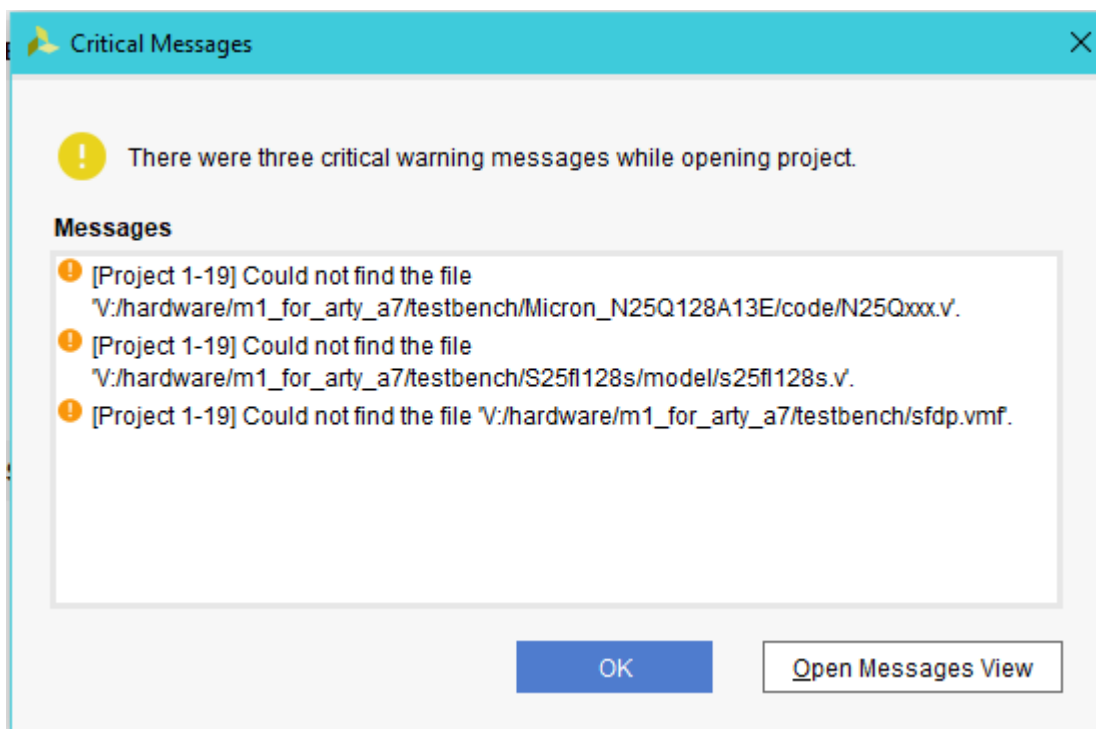 Critical Messages
There were three critical warning messages while opening project.
Messages
[Project 1-19] Could not find the file
'V:/hardware/m1_for_arty_a7/testbench/Micron_N25Q128A13E/code/N25Qxxx.v'.
[Project 1-19] Could not find the file
'V:/hardware/m1_for_arty_a7/testbench/S25fl128s/model/s25fl128s.v'.
[Project 1-19] Could not find the file 'V:/hardware/m1_for_arty_a7/testbench/sfdp.vmf'.
OK
Open Messages View